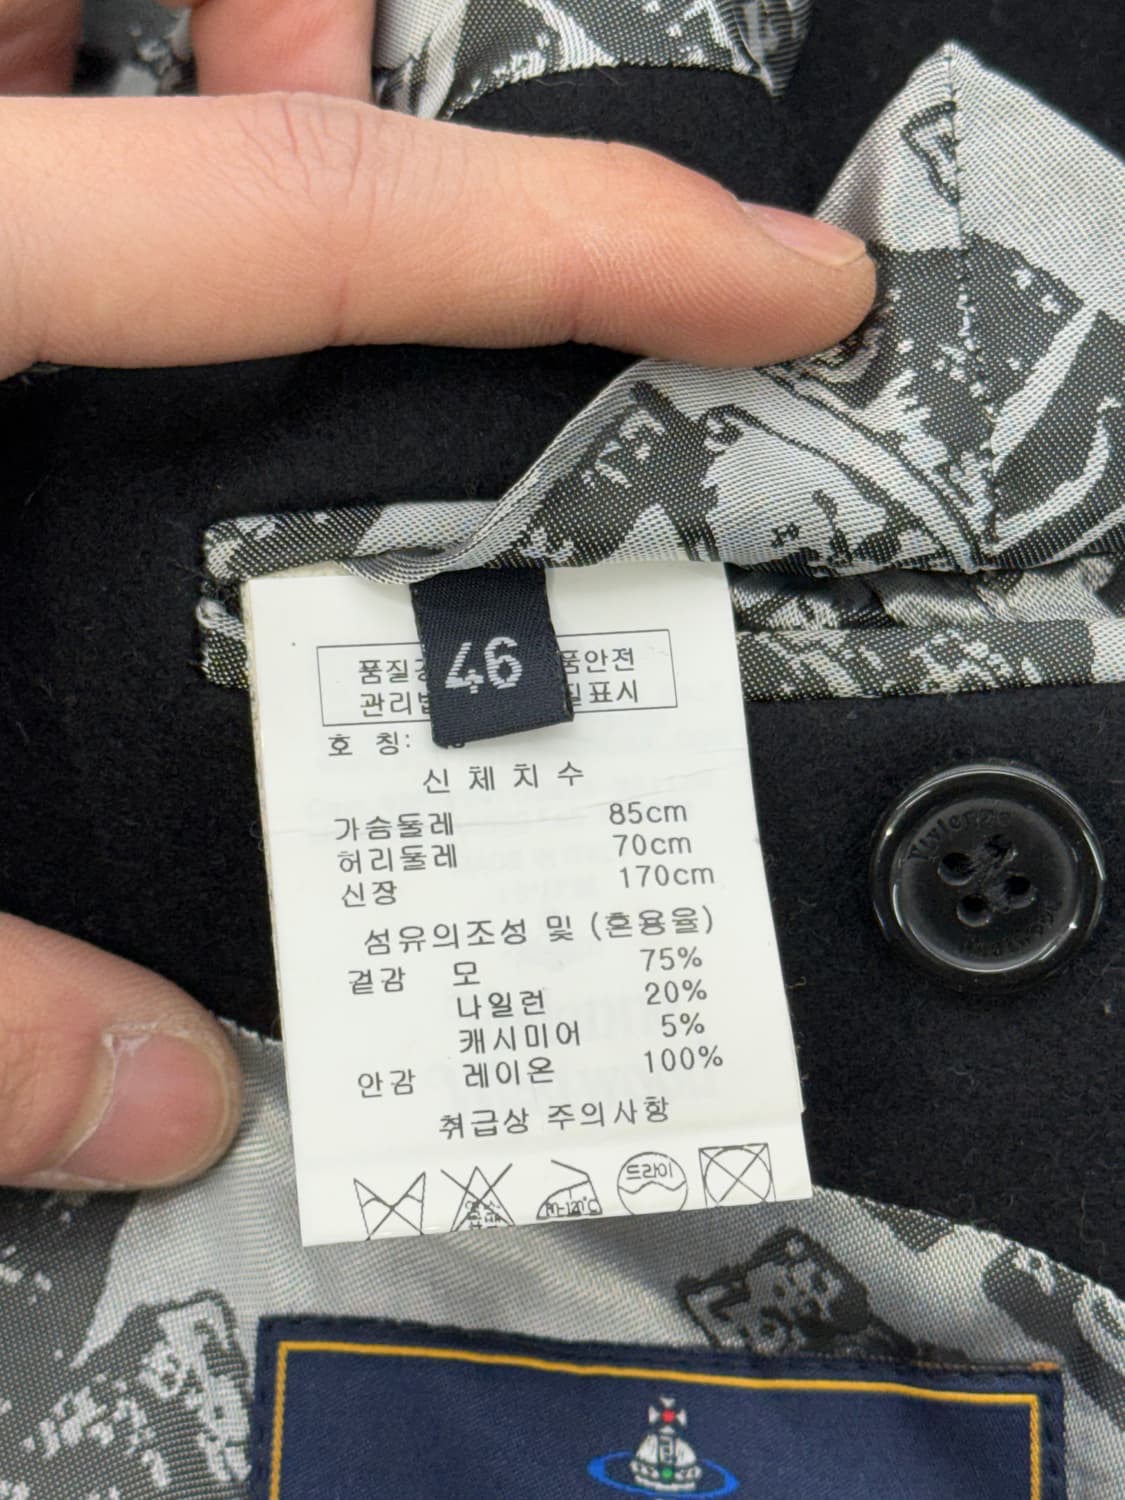 46
품질 품안전
관리 표시
호 칭:
신 체 치 수
가슴둘레 85cm
허리둘레 70cm
신장 170cm
섬유의조성 및 (혼용율)
겉감 모 75%
나일런 20%
캐시미어 5%
안감 레이온 100%
취급상 주의사항
드라이